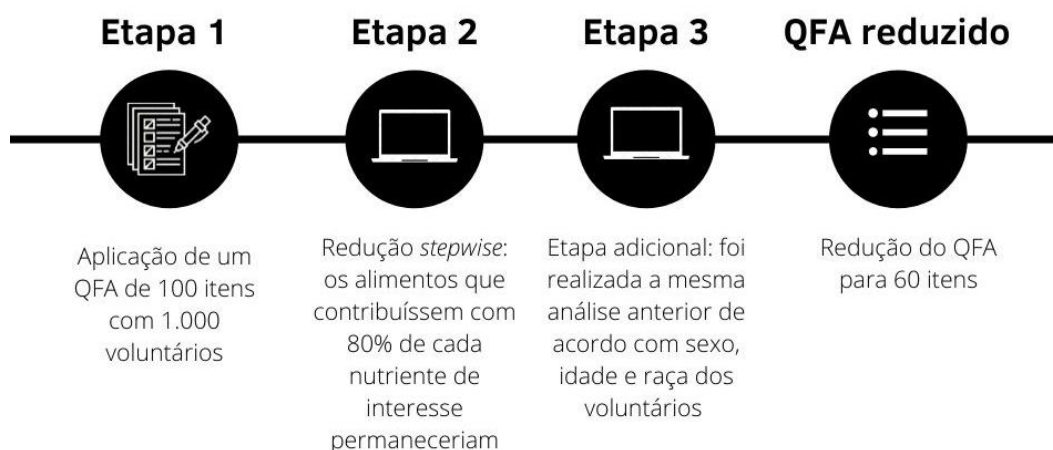 Etapa 1
Aplicação de um
QFA de 100 itens
com 1.000
voluntários
Etapa 2
Redução stepwise:
os alimentos que
contribuíssem com
80% de cada
nutriente de
interesse
permaneceriam
Etapa 3
Etapa adicional: foi
realizada a mesma
análise anterior de
acordo com sexo,
idade e raça dos
voluntários
QFA reduzido
Redução do QFA
para 60 itens